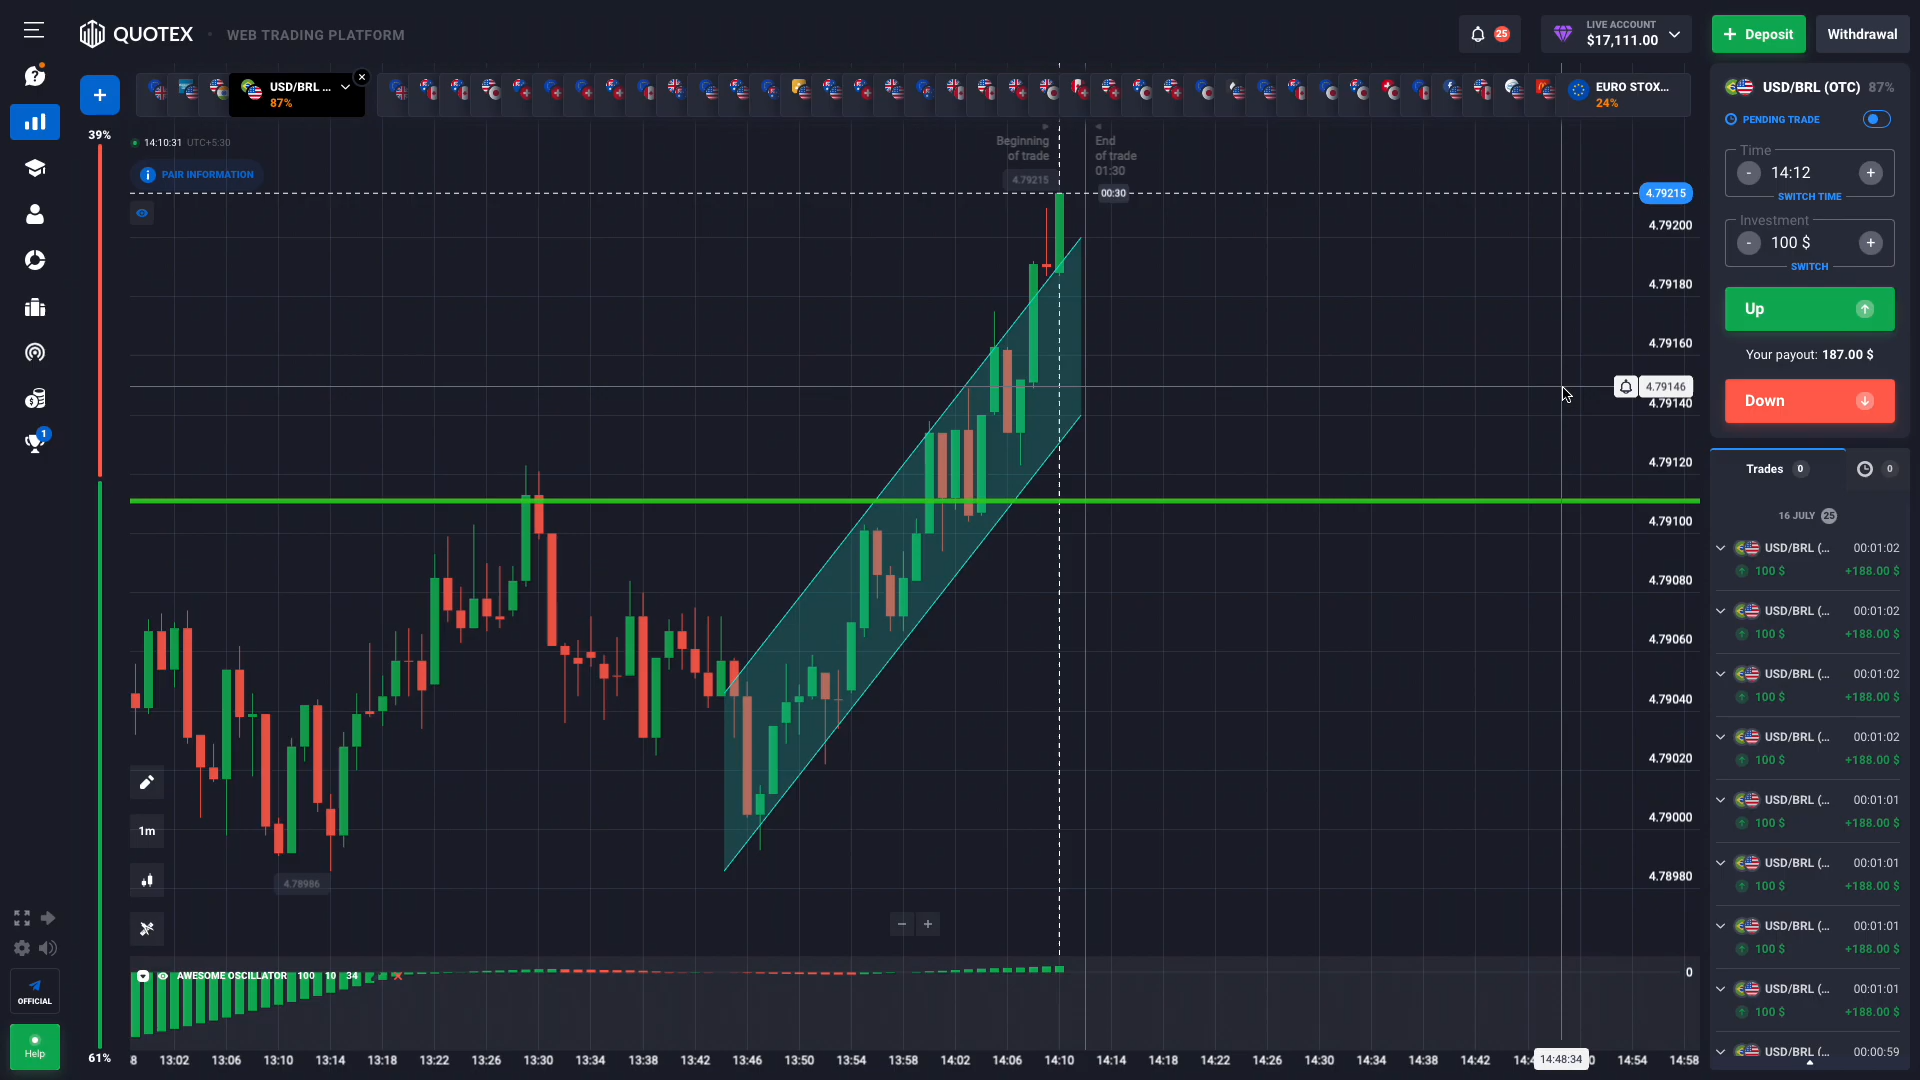 QUOTEX
WEB TRADING PLATFORM
25
LIVE ACCOUNT
$17,111.00
Deposit
Withdrawal
USD/BRL ...
87%
EURO STOX...
24%
39%
14:10:31 UTC+5:30
PAIR INFORMATION
Beginning
of trade
4.79215
End
of trade
01:30
00:30
4.79215
4.79200
4.79180
4.79160
4.79146
4.79140
4.79120
4.79100
4.79080
4.79060
4.79040
4.79020
4.79000
4.78980
4.78986
1m
AWESOME OSCILLATOR 100 10 34
0
61%
8 13:02 13:06 13:10 13:14 13:18 13:22 13:26 13:30 13:34 13:38 13:42 13:46 13:50 13:54 13:58 14:02 14:06 14:10 14:14 14:18 14:22 14:26 14:30 14:34 14:38 14:42 14:48:34 14:54 14:58
1
OFFICIAL
Help
USD/BRL (OTC) 87%
PENDING TRADE
Time
- 14:12 +
SWITCH TIME
Investment
- 100 $ +
SWITCH
Up
Your payout: 187.00 $
Down
Trades 0
0
16 JULY 25
USD/BRL (... 00:01:02
100 $ +188.00 $
USD/BRL (... 00:01:02
100 $ +188.00 $
USD/BRL (... 00:01:02
100 $ +188.00 $
USD/BRL (... 00:01:02
100 $ +188.00 $
USD/BRL (... 00:01:01
100 $ +188.00 $
USD/BRL (... 00:01:01
100 $ +188.00 $
USD/BRL (... 00:01:01
100 $ +188.00 $
USD/BRL (... 00:01:01
100 $ +188.00 $
USD/BRL (... 00:00:59